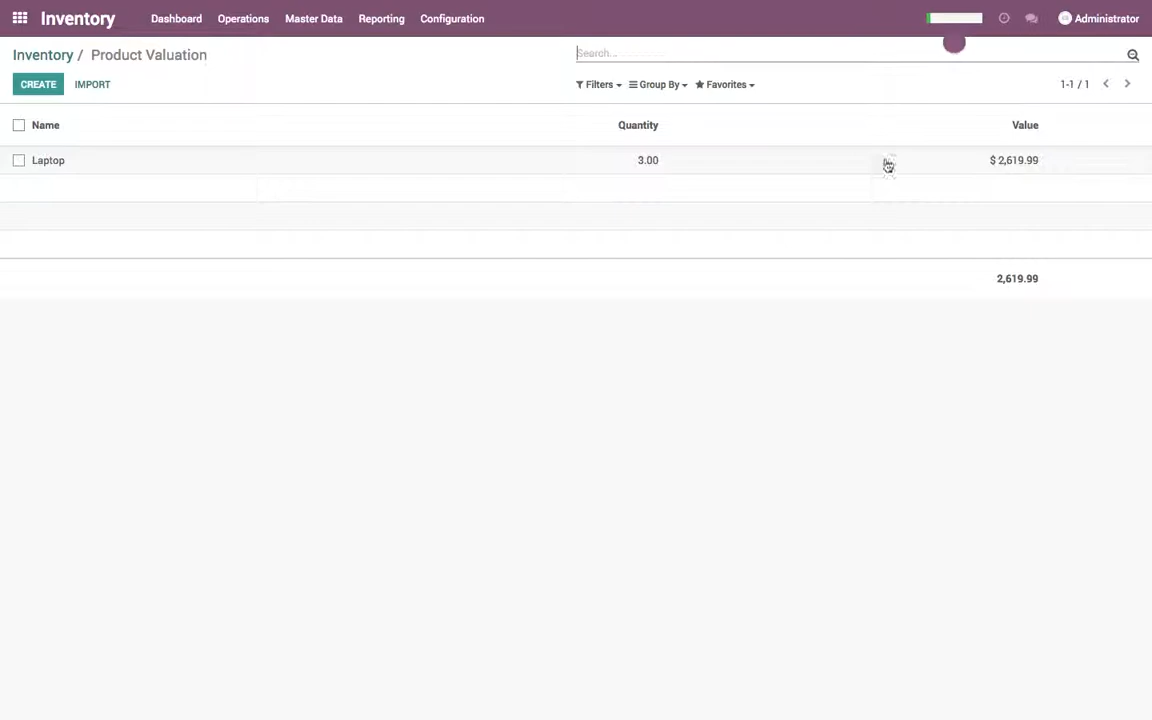 Inventory Dashboard Operations Master Data Reporting Configuration Administrator
Inventory / Product Valuation Search...
CREATE IMPORT Filters Group By Favorites 1-1 / 1
Name Quantity Value
Laptop 3.00 $ 2,619.99
2,619.99